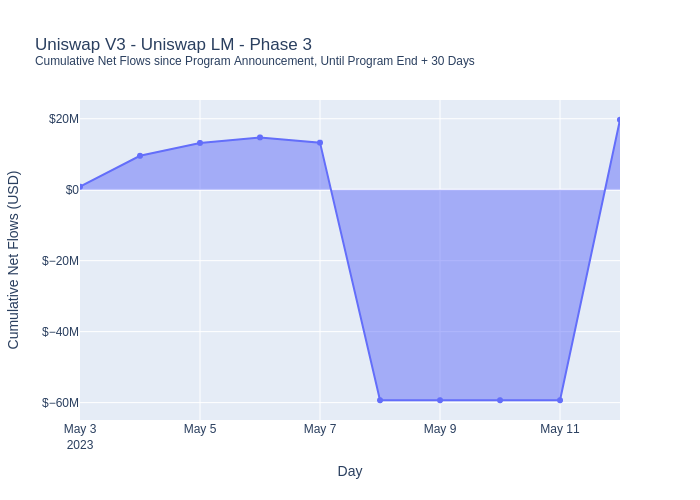 Uniswap V3 - Uniswap LM - Phase 3
Cumulative Net Flows since Program Announcement, Until Program End + 30 Days
Cumulative Net Flows (USD)
$20M
$0
$−20M
$−40M
$−60M
May 3
2023
May 5
May 7
May 9
May 11
Day